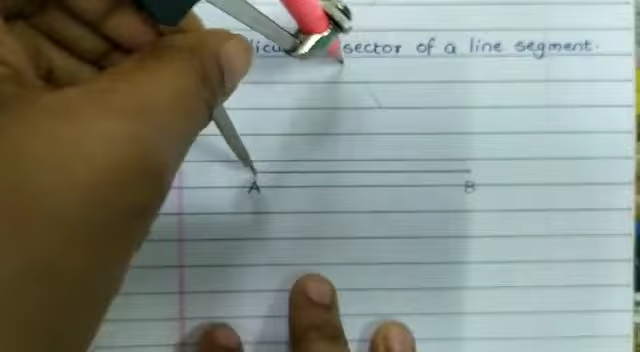 sector of a line segment.
A B